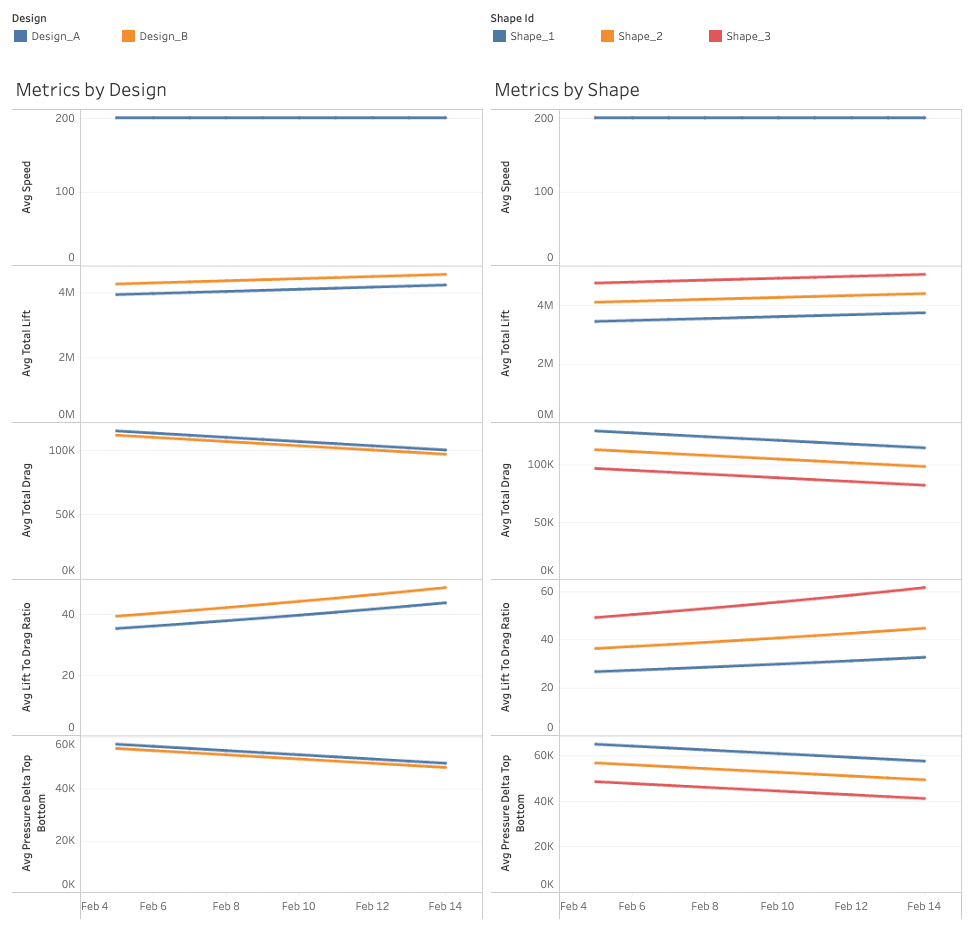 Design
Design_A Design_B
Shape Id
Shape_1 Shape_2 Shape_3
Metrics by Design
200
100
0
Avg Speed
4M
2M
0M
Avg Total Lift
100K
50K
0K
Avg Total Drag
40
20
0
Avg Lift To Drag Ratio
60K
40K
20K
0K
Avg Pressure Delta Top
Bottom
Feb 4 Feb 6 Feb 8 Feb 10 Feb 12 Feb 14
Metrics by Shape
200
100
0
Avg Speed
4M
2M
0M
Avg Total Lift
100K
50K
0K
Avg Total Drag
60
40
20
0
Avg Lift To Drag Ratio
60K
40K
20K
0K
Avg Pressure Delta Top
Bottom
Feb 4 Feb 6 Feb 8 Feb 10 Feb 12 Feb 14